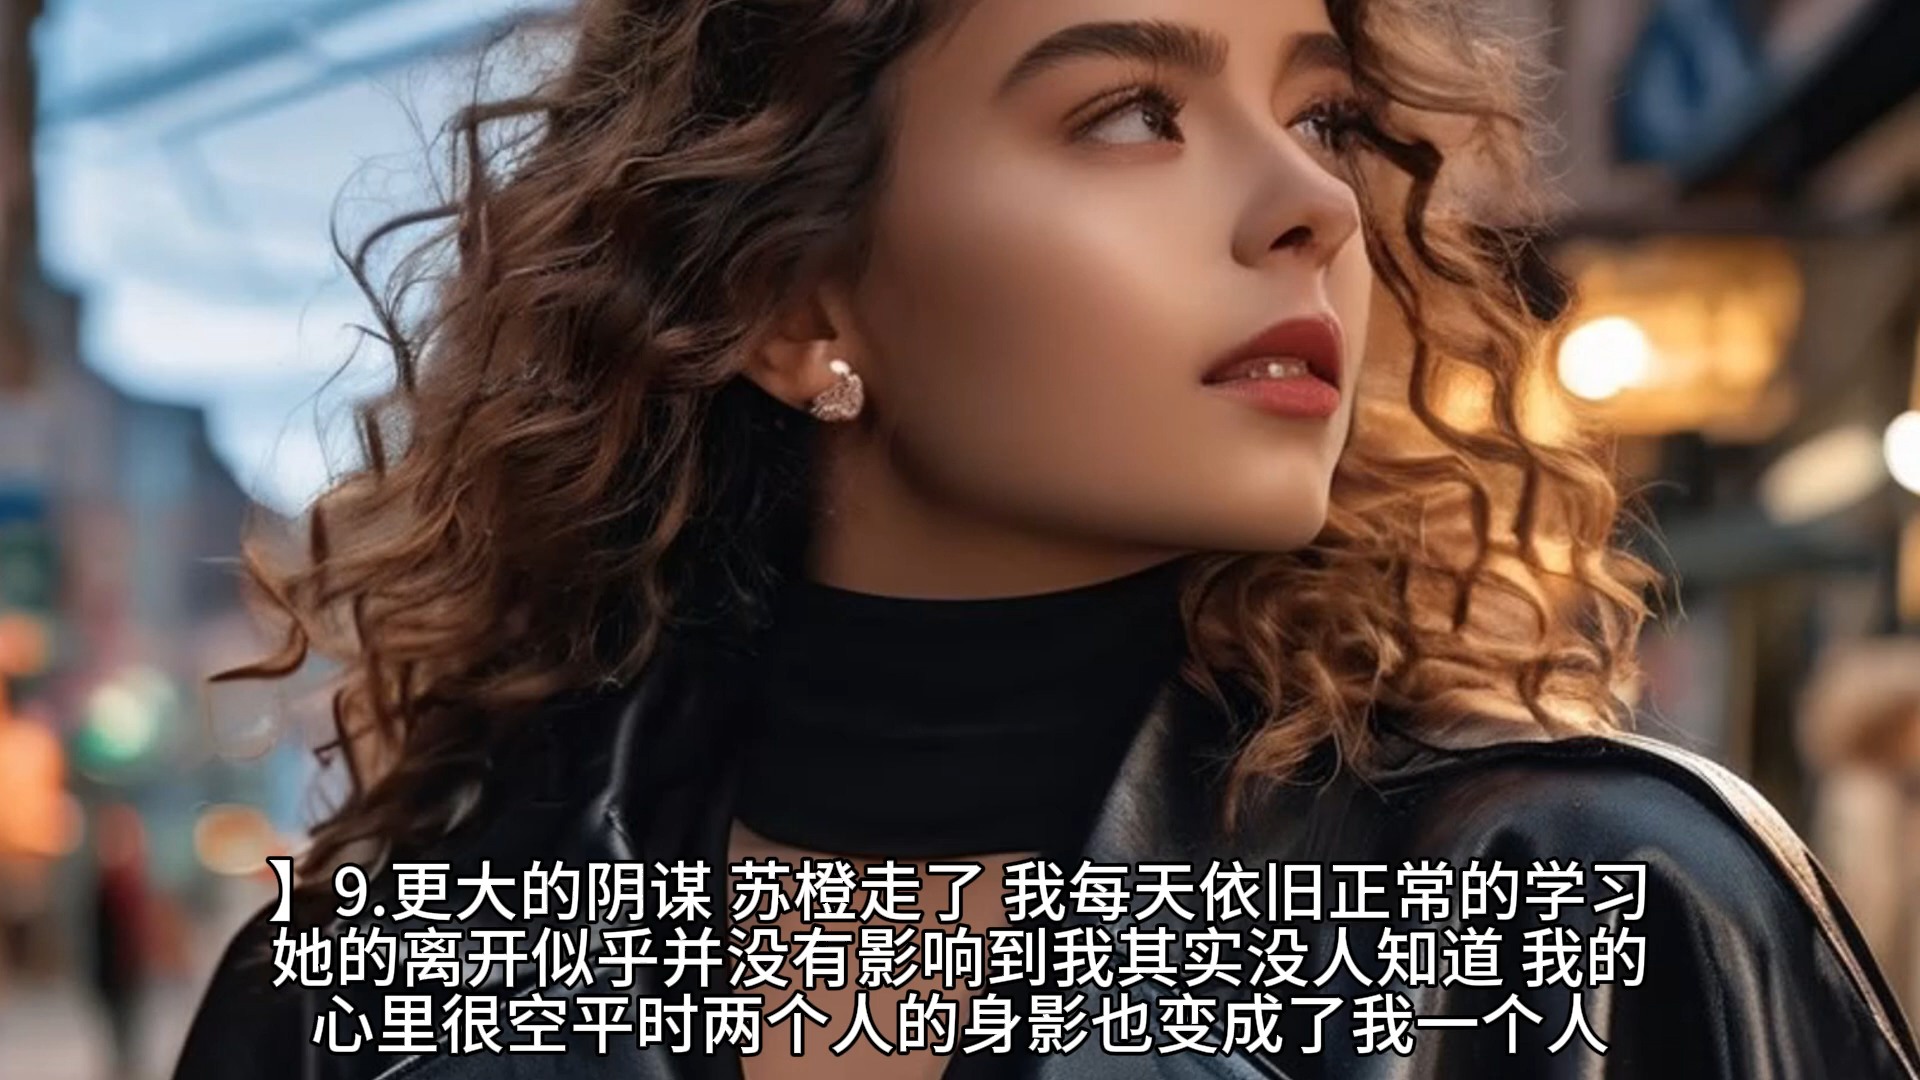 】9.更大的阴谋 苏橙走了 我每天依旧正常的学习
她的离开似乎并没有影响到我其实没人知道 我的
心里很空平时两个人的身影也变成了我一个人